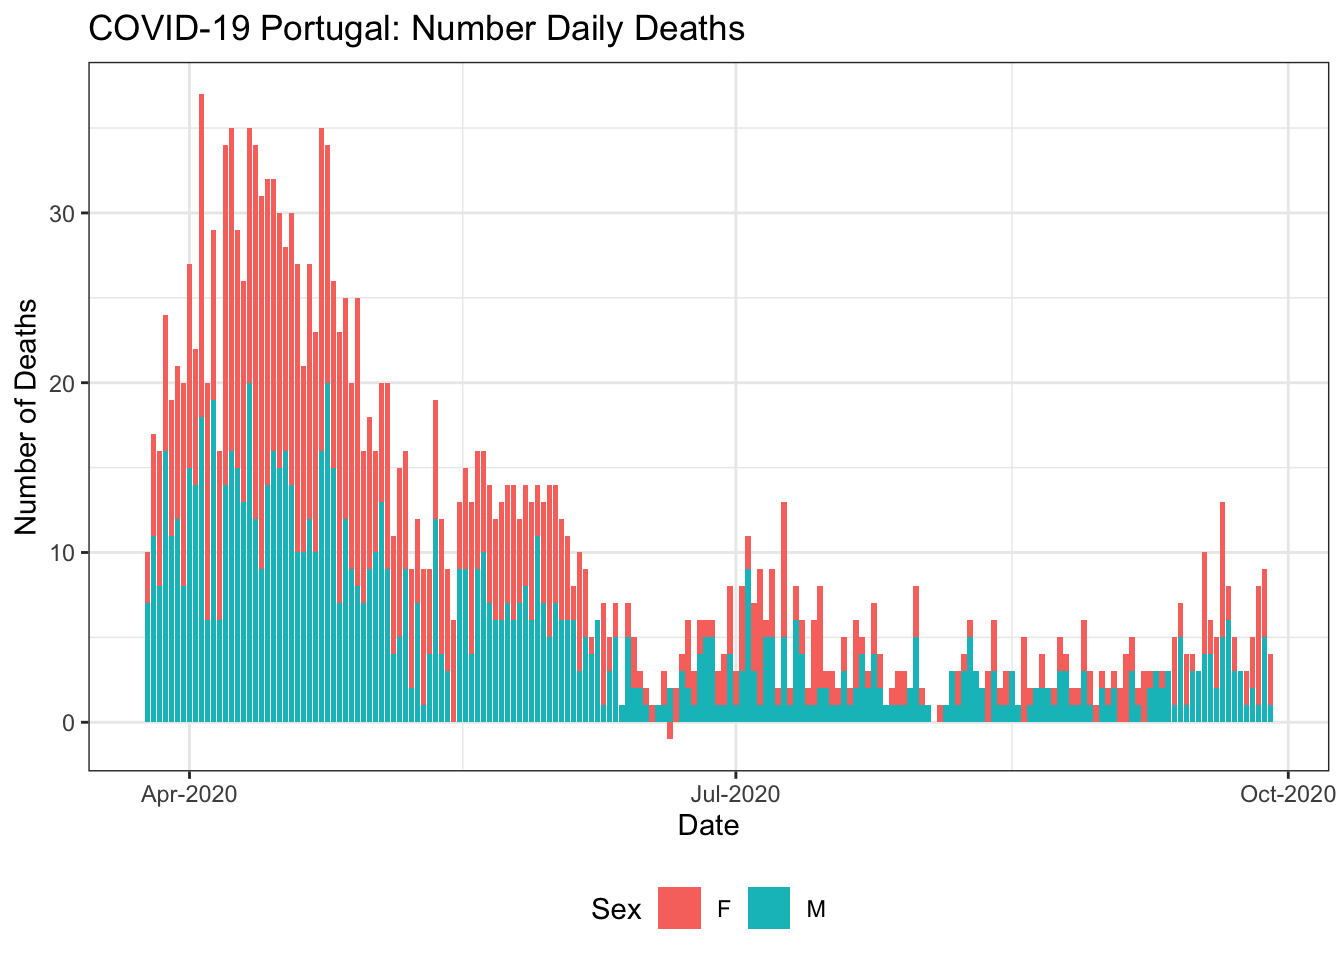 COVID-19 Portugal: Number Daily Deaths
Number of Deaths
30
20
10
0
Apr-2020 Jul-2020 Oct-2020
Date
Sex F M